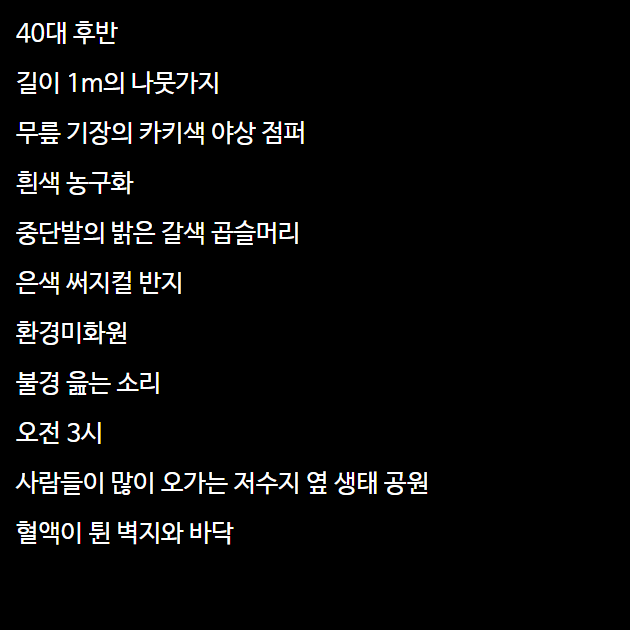 40대 후반
길이 1m의 나뭇가지
무릎 기장의 카키색 야상 점퍼
흰색 농구화
중단발의 밝은 갈색 곱슬머리
은색 써지컬 반지
환경미화원
불경 읊는 소리
오전 3시
사람들이 많이 오가는 저수지 옆 생태 공원
혈액이 튄 벽지와 바닥